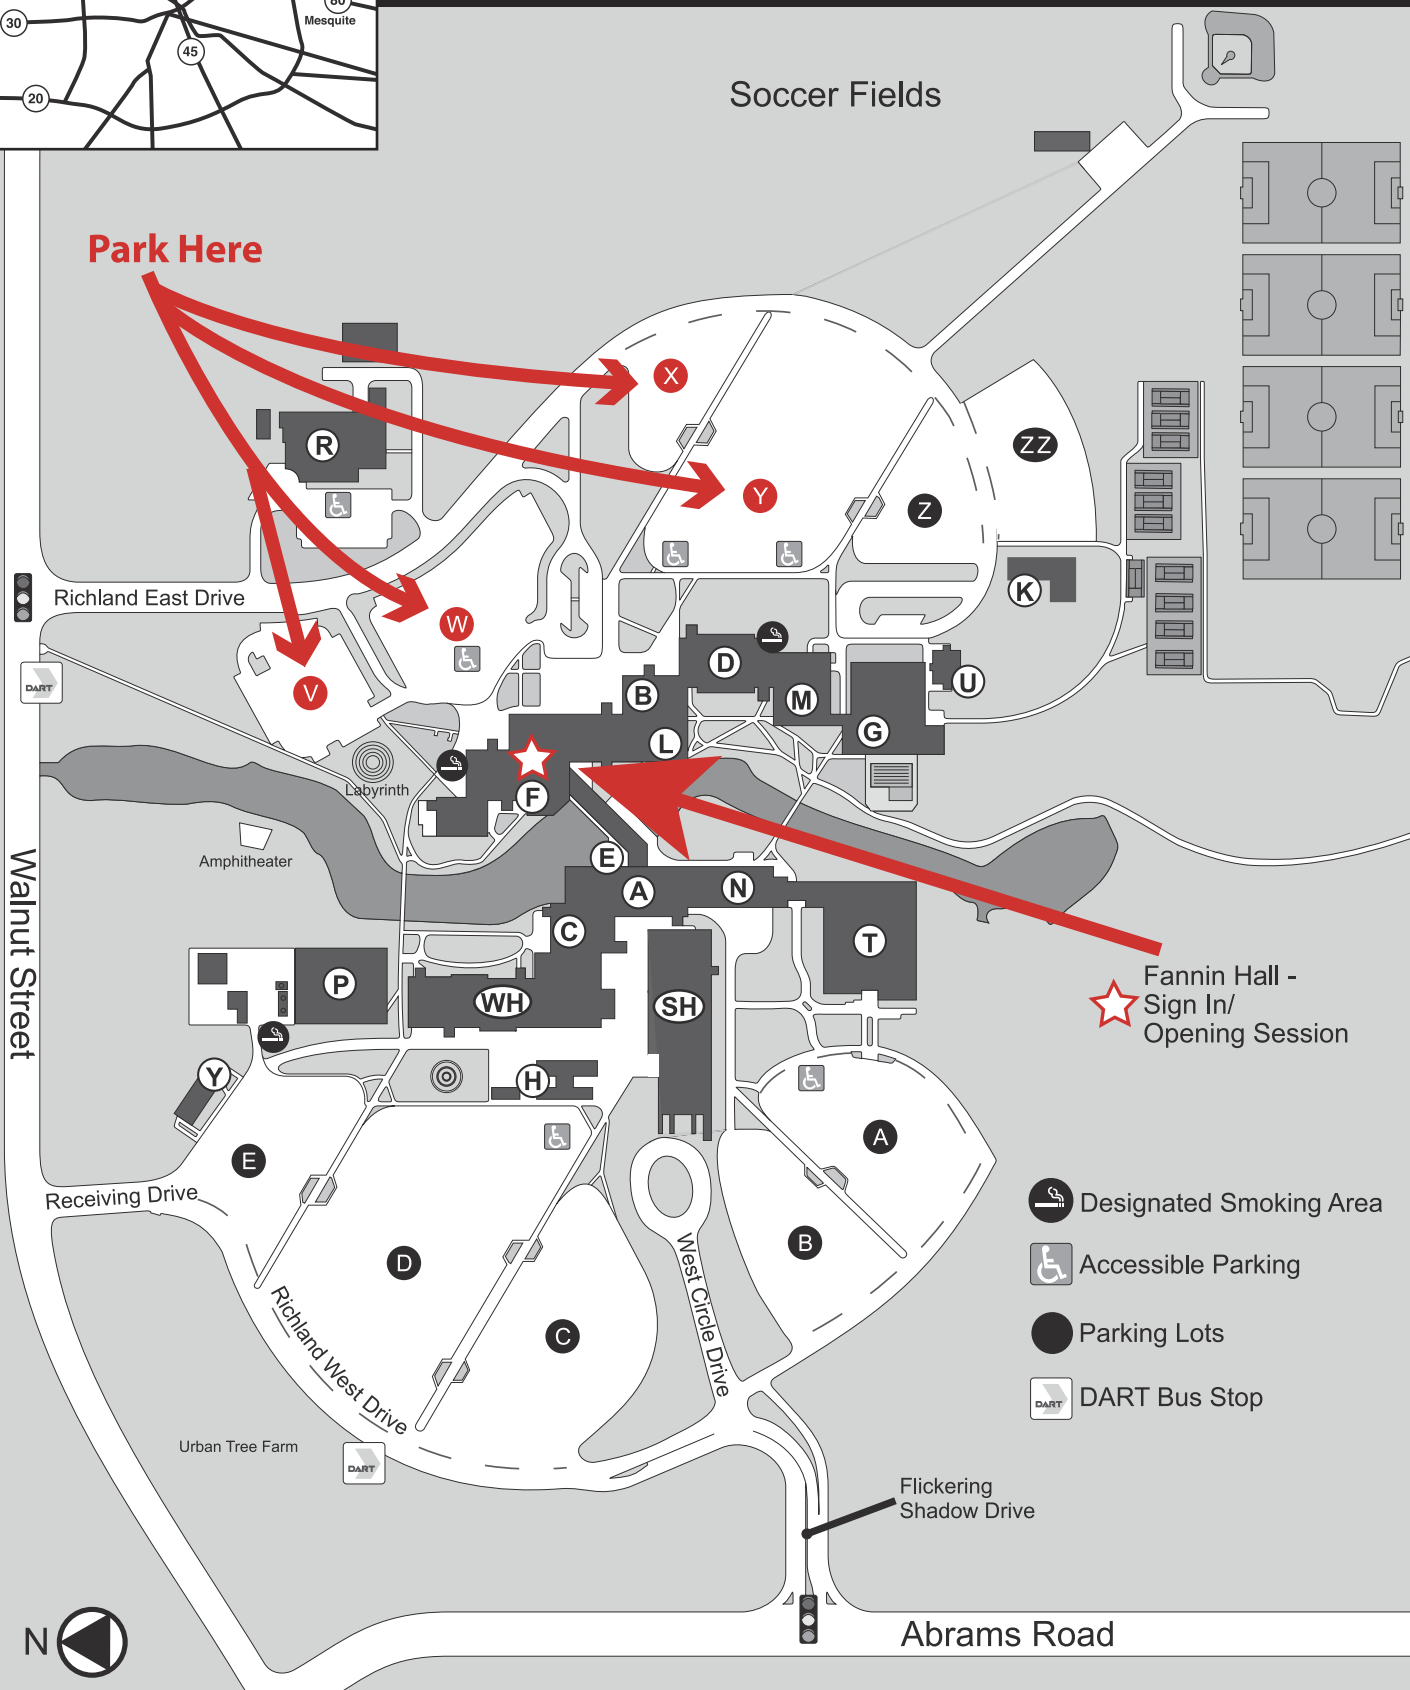 30
80
Mesquite
45
20
Soccer Fields
Park Here
X
R
ZZ
Y
Z
Richland East Drive
K
W
D
U
DART
V
B
M
L
G
Labyrinth
F
Amphitheater
E
A
N
C
T
Walnut Street
P
WH
SH
Fannin Hall -
Sign In/
Opening Session
Y
H
A
E
Receiving Drive
Designated Smoking Area
B
D
West Circle Drive
Accessible Parking
Richland West Drive
C
Parking Lots
DART
DART Bus Stop
Urban Tree Farm
DART
Flickering
Shadow Drive
N
Abrams Road